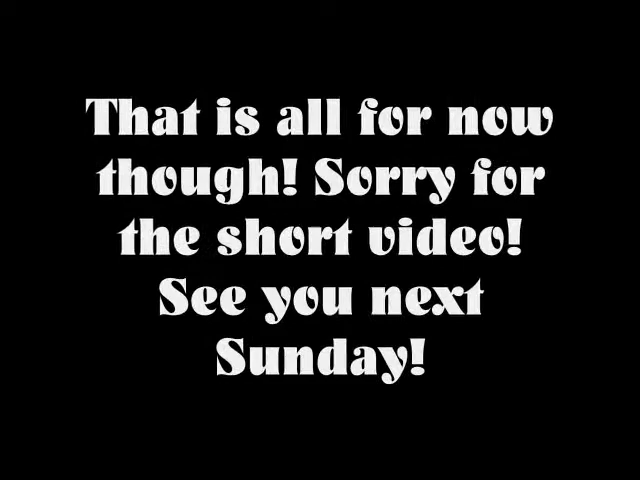 That is all for now
though! Sorry for
the short video!
See you next
Sunday!